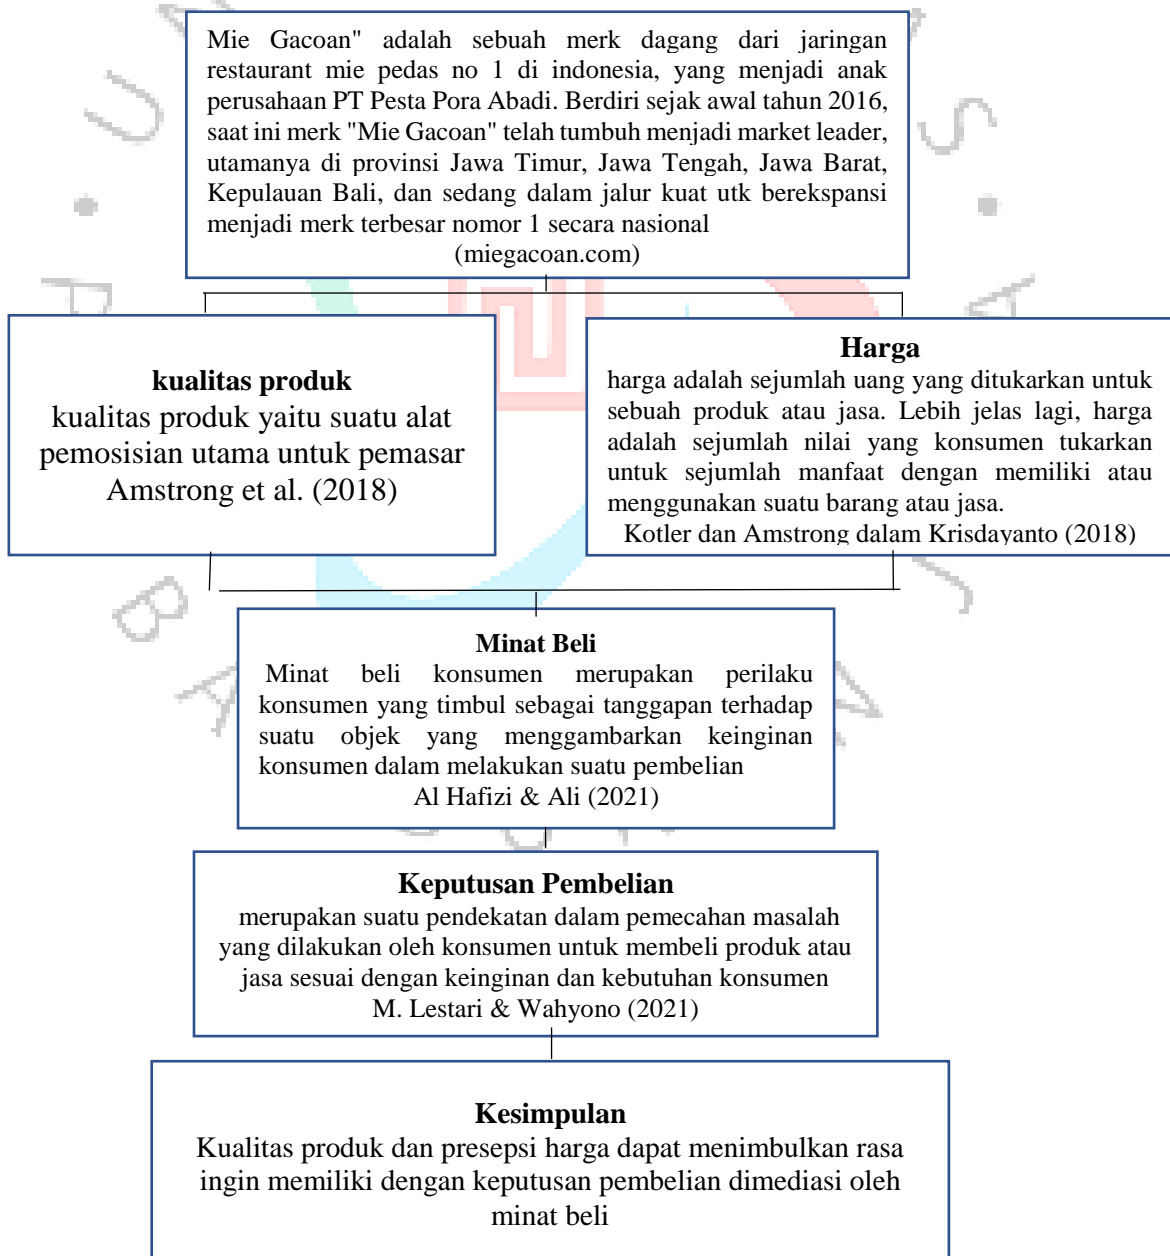 Mie Gacoan" adalah sebuah merk dagang dari jaringan
restaurant mie pedas no 1 di indonesia, yang menjadi anak
perusahaan PT Pesta Pora Abadi. Berdiri sejak awal tahun 2016,
saat ini merk "Mie Gacoan" telah tumbuh menjadi market leader,
utamanya di provinsi Jawa Timur, Jawa Tengah, Jawa Barat,
Kepulauan Bali, dan sedang dalam jalur kuat utk berekspansi
menjadi merk terbesar nomor 1 secara nasional
(miegacoan.com)
kualitas produk
kualitas produk yaitu suatu alat
pemosisian utama untuk pemasar
Amstrong et al. (2018)
Harga
harga adalah sejumlah uang yang ditukarkan untuk
sebuah produk atau jasa. Lebih jelas lagi, harga
adalah sejumlah nilai yang konsumen tukarkan
untuk sejumlah manfaat dengan memiliki atau
menggunakan suatu barang atau jasa.
Kotler dan Amstrong dalam Krisdayanto (2018)
Minat Beli
Minat beli konsumen merupakan perilaku
konsumen yang timbul sebagai tanggapan terhadap
suatu objek yang menggambarkan keinginan
konsumen dalam melakukan suatu pembelian
Al Hafizi & Ali (2021)
Keputusan Pembelian
merupakan suatu pendekatan dalam pemecahan masalah
yang dilakukan oleh konsumen untuk membeli produk atau
jasa sesuai dengan keinginan dan kebutuhan konsumen
M. Lestari & Wahyono (2021)
Kesimpulan
Kualitas produk dan presepsi harga dapat menimbulkan rasa
ingin memiliki dengan keputusan pembelian dimediasi oleh
minat beli